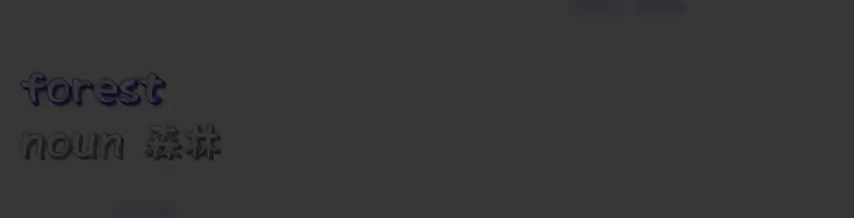 forest
noun 森林